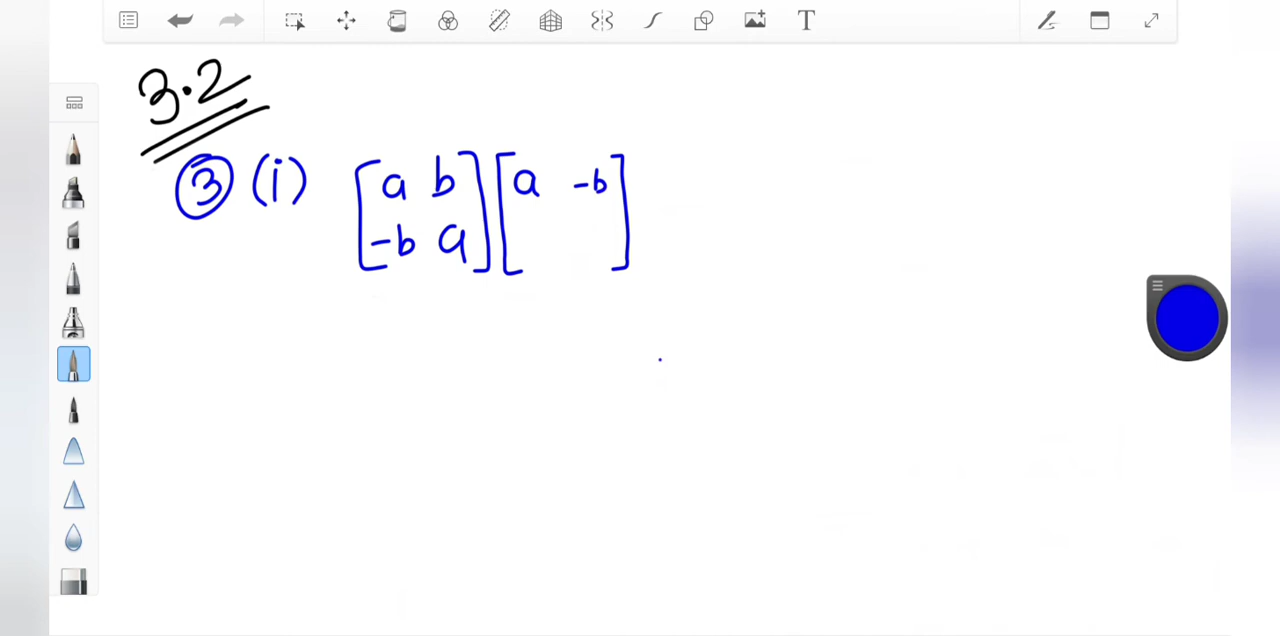 T
3.2
③ (i) [a b] [a -b]
[-b a] [ ]